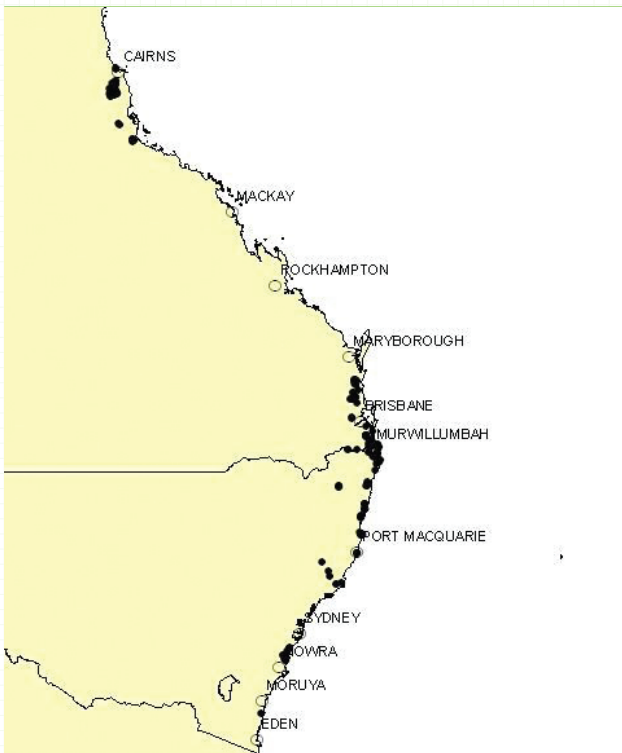 CAIRNS
MACKAY
ROCKHAMPTON
MARYBOROUGH
BRISBANE
MURWILLUMBAH
PORT MACQUARIE
SYDNEY
NOWRA
MORUYA
EDEN